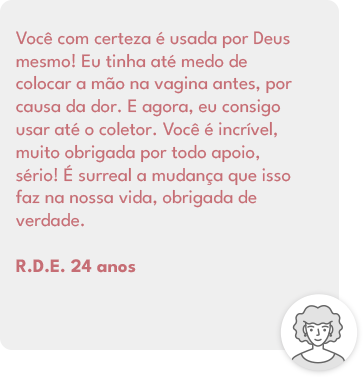 Você com certeza é usada por Deus
mesmo! Eu tinha até medo de
colocar a mão na vagina antes, por
causa da dor. E agora, eu consigo
usar até o coletor. Você é incrível,
muito obrigada por todo apoio,
sério! É surreal a mudança que isso
faz na nossa vida, obrigada de
verdade.
R.D.E. 24 anos